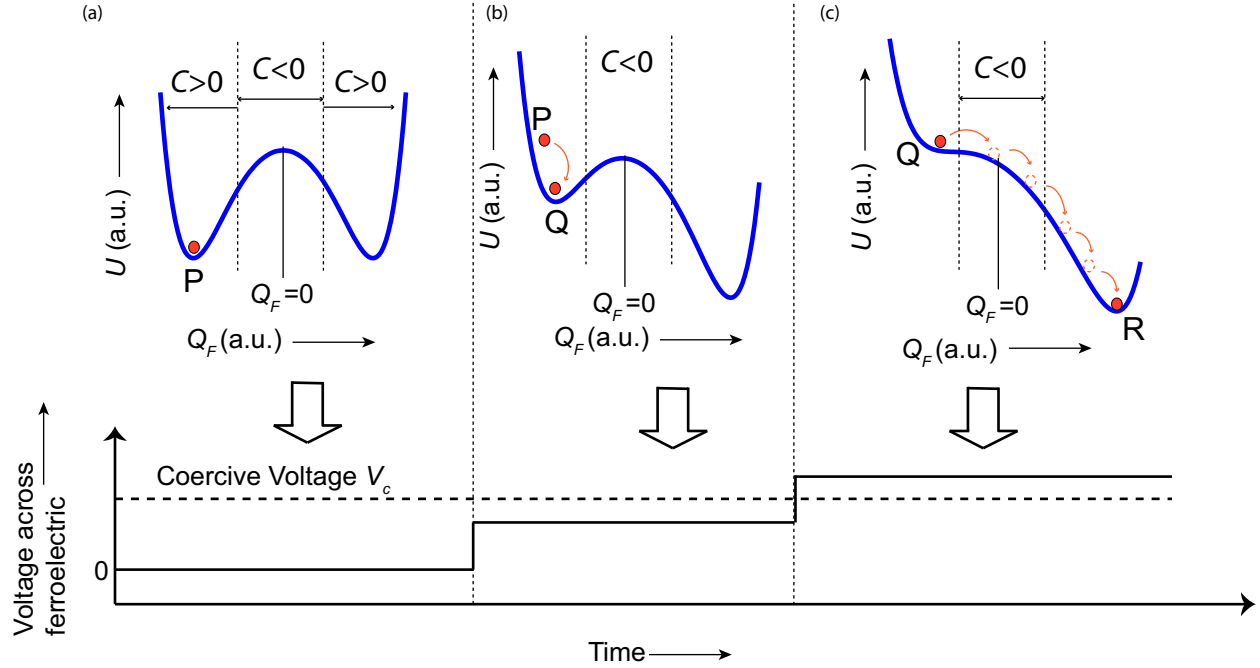 (a)
C>0
C<0
C>0
U (a.u.)
P
Q_F=0
Q_F (a.u.)
(b)
C<0
U (a.u.)
P
Q
Q_F=0
Q_F (a.u.)
(c)
C<0
U (a.u.)
Q
Q_F=0
R
Q_F (a.u.)
Voltage across
ferroelectric
Coercive Voltage V_c
0
Time